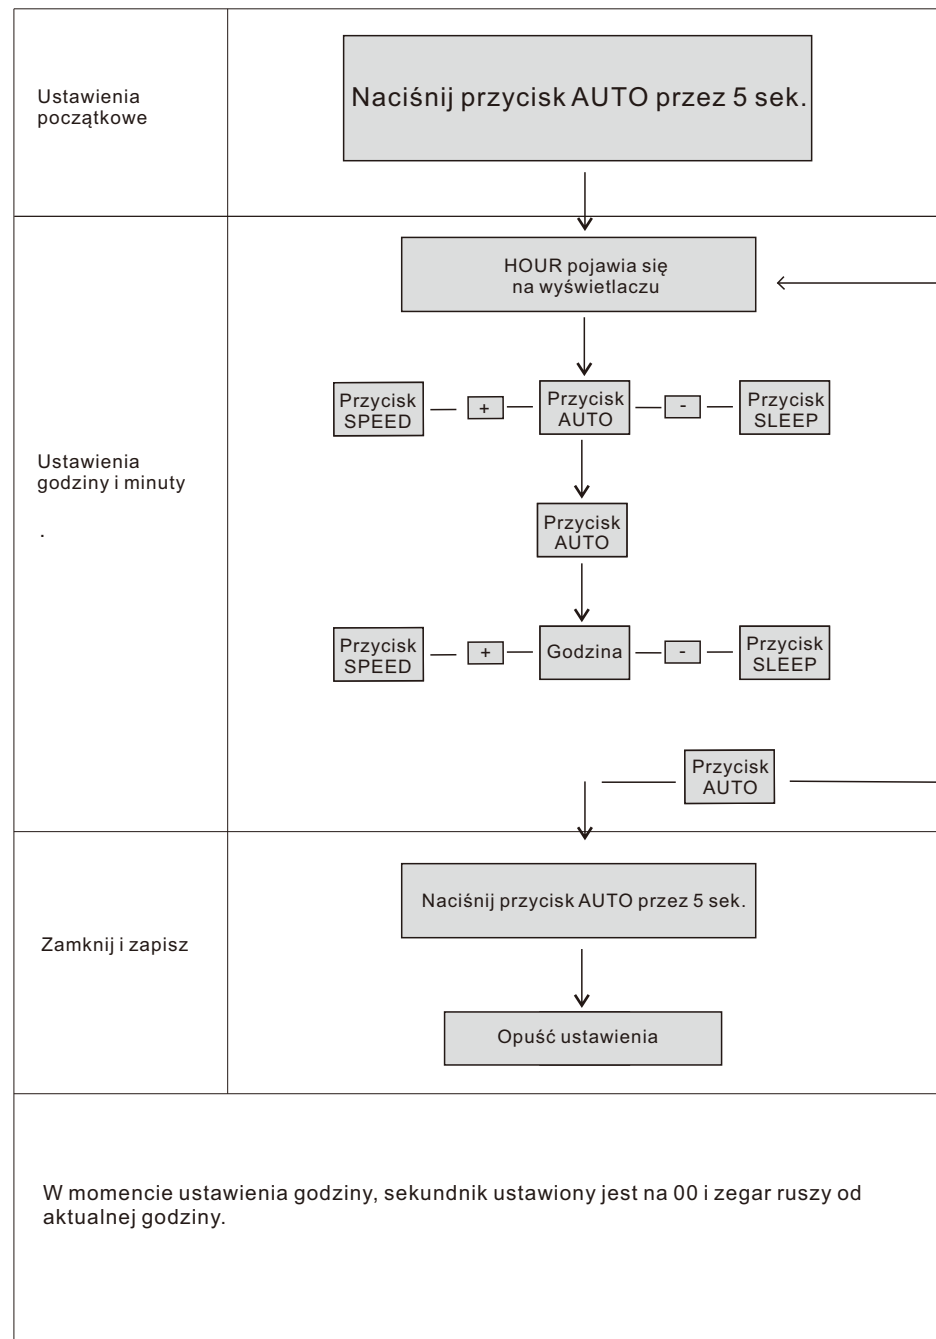 Ustawienia
początkowe
Naciśnij przycisk AUTO przez 5 sek.
HOUR pojawia się
na wyświetlaczu
Ustawienia
godziny i minuty
.
Przycisk
SPEED
+
Przycisk
AUTO
-
Przycisk
SLEEP
Przycisk
AUTO
Przycisk
SPEED
+
Godzina
-
Przycisk
SLEEP
Przycisk
AUTO
Zamknij i zapisz
Naciśnij przycisk AUTO przez 5 sek.
Opuść ustawienia
W momencie ustawienia godziny, sekundnik ustawiony jest na 00 i zegar ruszy od
aktualnej godziny.